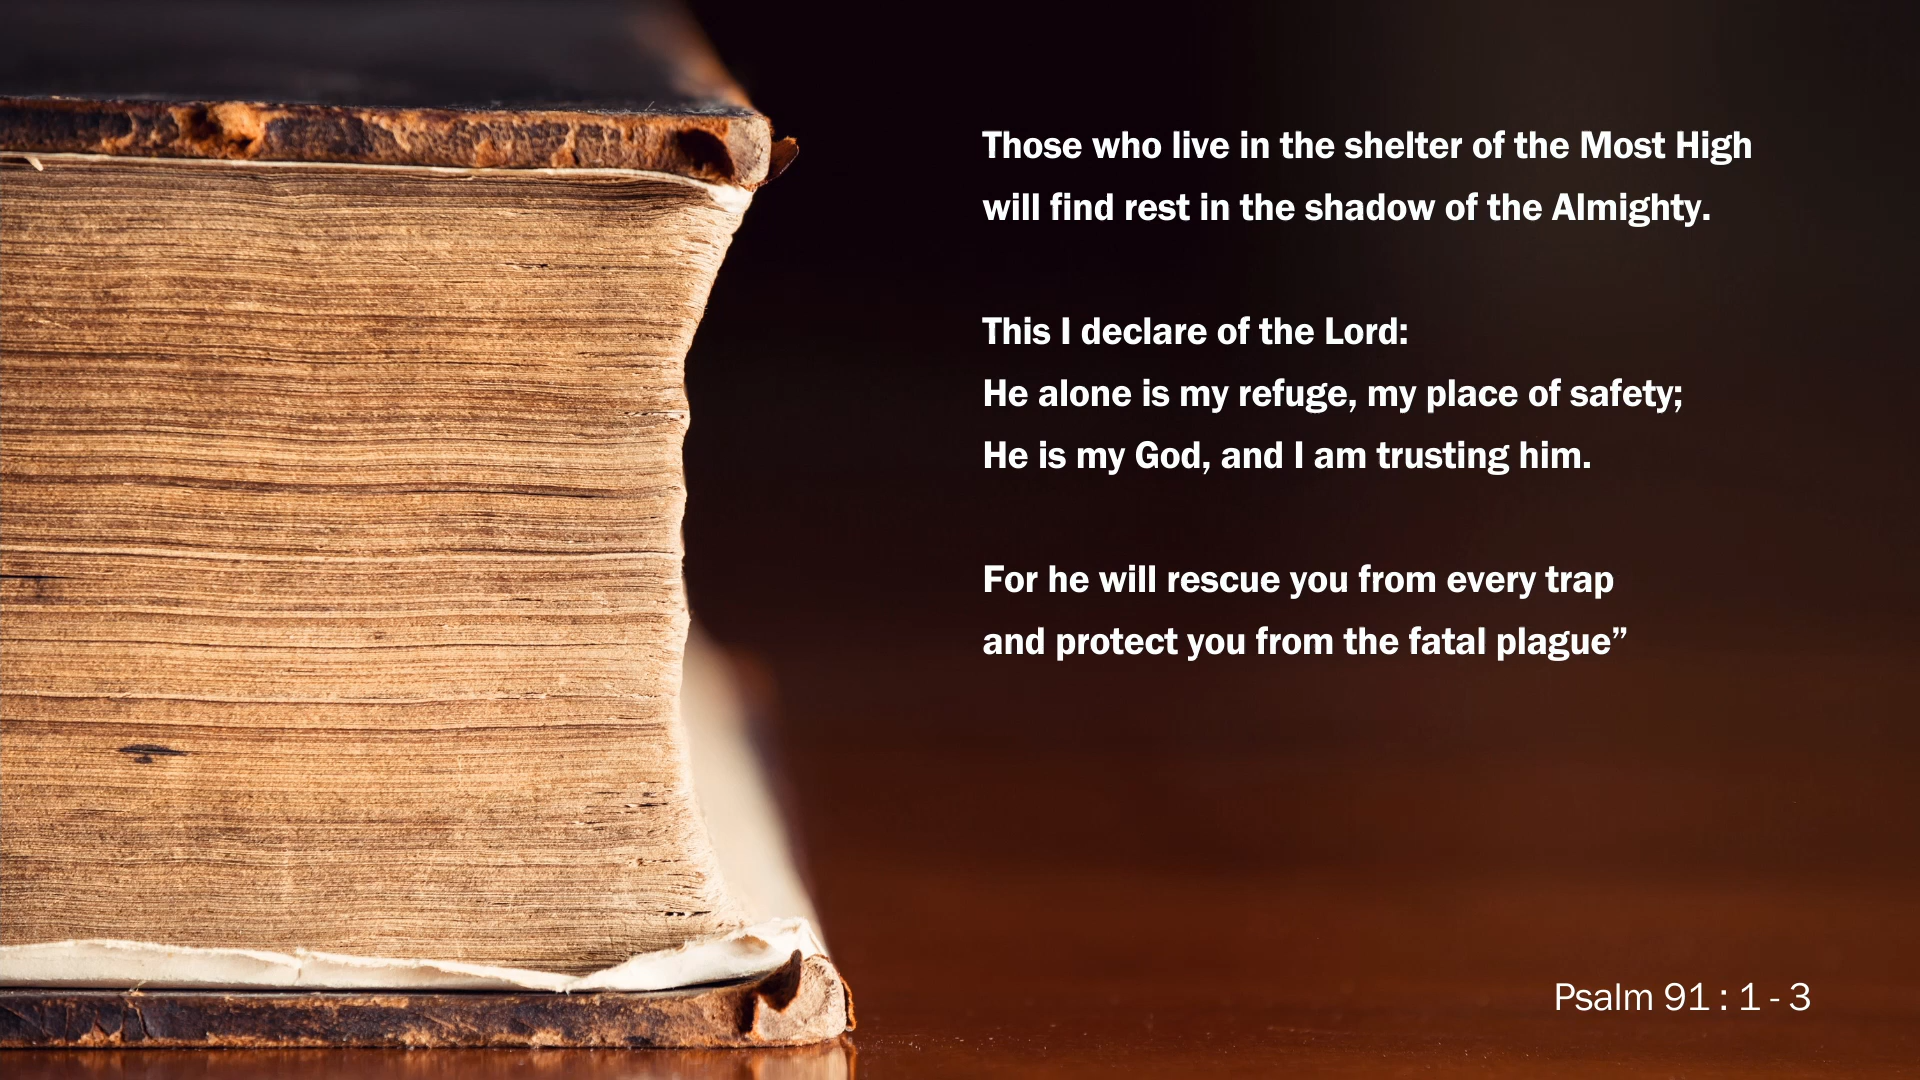 Those who live in the shelter of the Most High
will find rest in the shadow of the Almighty.
This I declare of the Lord:
He alone is my refuge, my place of safety;
He is my God, and I am trusting him.
For he will rescue you from every trap
and protect you from the fatal plague”
Psalm 91 : 1 - 3